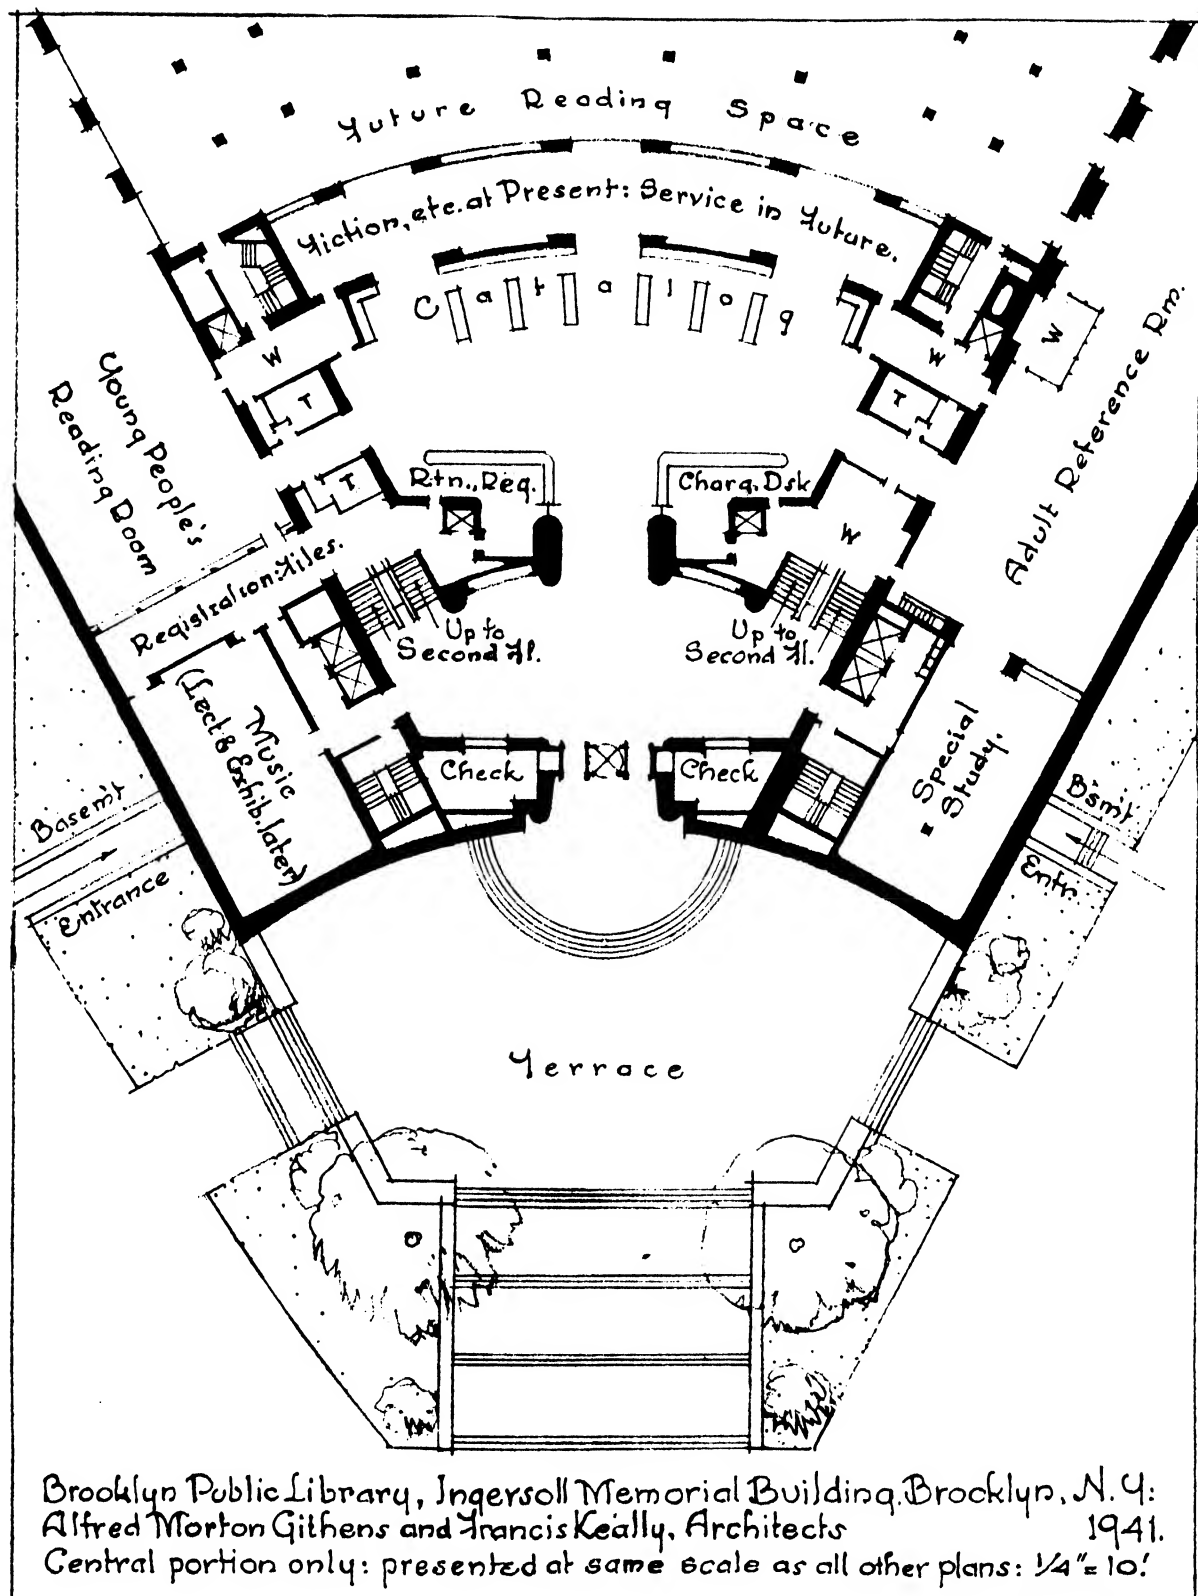 Future Reading Space
Fiction, etc. at Present: Service in Future.
Catalog
W
W
W
T
T
Young People's
Reading Room
Adult Reference Rm.
Rtn., Reg.
Charg. Dsk
T
W
Registration: Files.
Up to
Second Fl.
Up to
Second Fl.
Music
(Lect & Exhib. later)
Check
Check
Special
Study.
Basem't
Entrance
Bsm't
Entr.
Terrace
Brooklyn Public Library, Ingersoll Memorial Building, Brooklyn, N.Y:
Alfred Morton Githens and Francis Keally, Architects 1941.
Central portion only: presented at same scale as all other plans: 1/4"=10'.